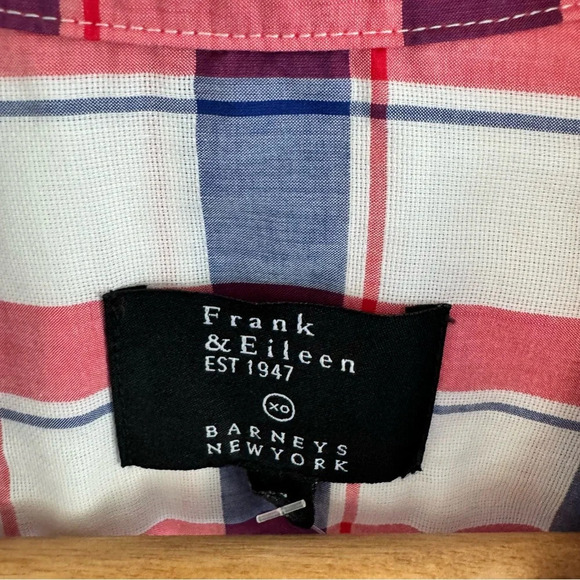 Frank
& Eileen
EST 1947
XO
BARNEYS
NEWYORK